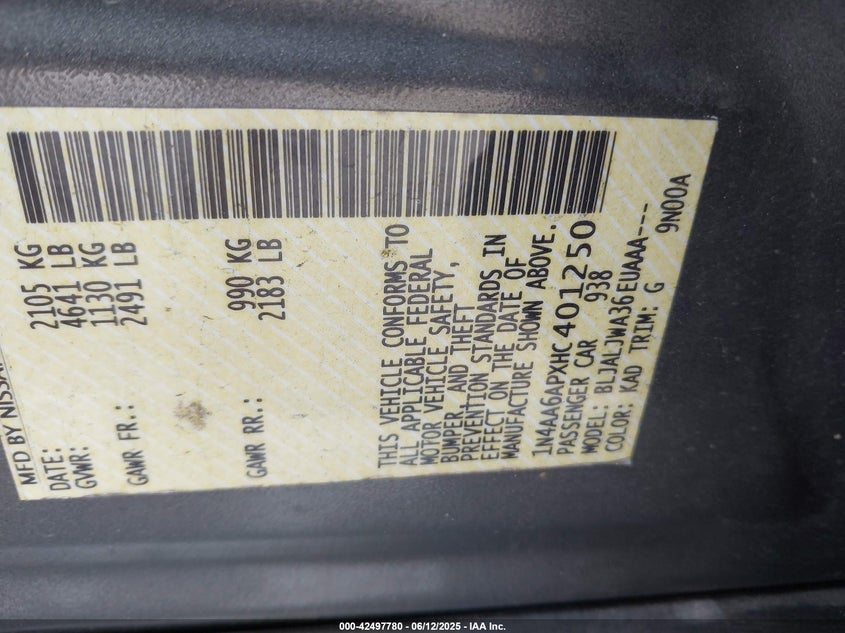 MFD BY NISSA
DATE:
GVWR: 2105 KG
4641 LB
GAWR FR.: 1130 KG
2491 LB
GAWR RR.: 990 KG
2183 LB
THIS VEHICLE CONFORMS TO
ALL APPLICABLE FEDERAL
MOTOR VEHICLE SAFETY,
BUMPER, AND THEFT
PREVENTION STANDARDS IN
EFFECT ON THE DATE OF
MANUFACTURE SHOWN ABOVE.
1N4AA6APXHC401250
PASSENGER CAR 938
MODEL: BLJALJWA36EUAAA---
COLOR: KAD TRIM: G 9N00A
000-42497780 - 06/12/2025 - IAA Inc.